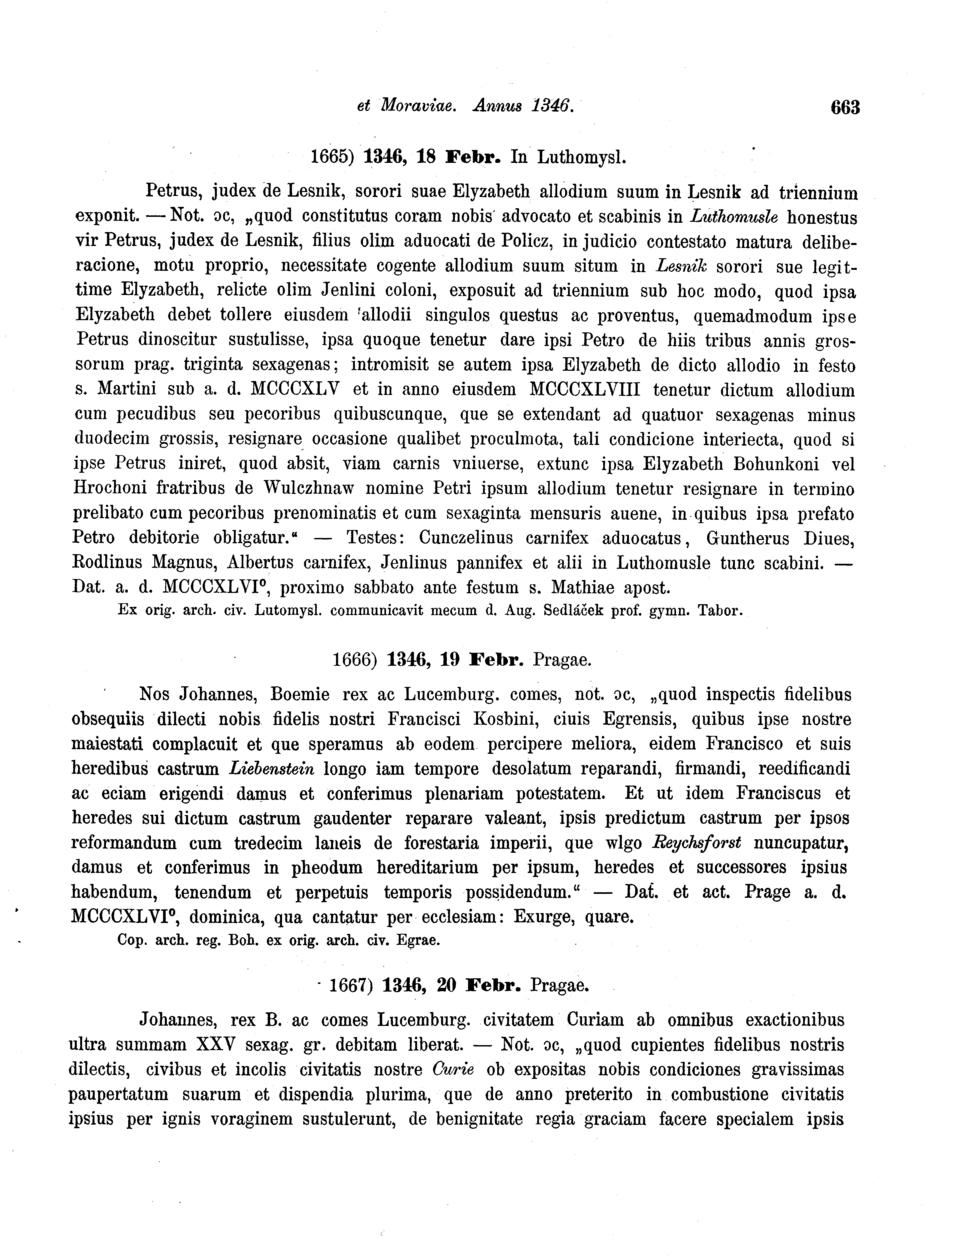 et Moraviae. Annus 1346. 663
1665) 1346, 18 Febr. In Luthomysl.
Petrus, judex de Lesnik, sorori suae Elyzabeth allodium suum in Lesnik ad triennium
exponit. — Not. ɔc, „quod constitutus coram nobis advocato et scabinis in Luthomusle honestus
vir Petrus, judex de Lesnik, filius olim aduocati de Policz, in judicio contestato matura delibe-
racione, motu proprio, necessitate cogente allodium suum situm in Lesnik sorori sue legit-
time Elyzabeth, relicte olim Jenlini coloni, exposuit ad triennium sub hoc modo, quod ipsa
Elyzabeth debet tollere eiusdem allodii singulos questus ac proventus, quemadmodum ipse
Petrus dinoscitur sustulisse, ipsa quoque tenetur dare ipsi Petro de hiis tribus annis gros-
sorum prag. triginta sexagenas; intromisit se autem ipsa Elyzabeth de dicto allodio in festo
s. Martini sub a. d. MCCCXLV et in anno eiusdem MCCCXLVIII tenetur dictum allodium
cum pecudibus seu pecoribus quibuscunque, que se extendant ad quatuor sexagenas minus
duodecim grossis, resignare occasione qualibet proculmota, tali condicione interiecta, quod si
ipse Petrus iniret, quod absit, viam carnis vniuerse, extunc ipsa Elyzabeth Bohunkoni vel
Hrochoni fratribus de Wulczhnaw nomine Petri ipsum allodium tenetur resignare in termino
prelibato cum pecoribus prenominatis et cum sexaginta mensuris auene, in quibus ipsa prefato
Petro debitorie obligatur.“ — Testes: Cunczelinus carnifex aduocatus, Guntherus Diues,
Rodlinus Magnus, Albertus carnifex, Jenlinus pannifex et alii in Luthomusle tunc scabini. —
Dat. a. d. MCCCXLVIº, proximo sabbato ante festum s. Mathiae apost.
Ex orig. arch. civ. Lutomysl. communicavit mecum d. Aug. Sedláček prof. gymn. Tabor.
1666) 1346, 19 Febr. Pragae.
Nos Johannes, Boemie rex ac Lucemburg. comes, not. ɔc, „quod inspectis fidelibus
obsequiis dilecti nobis fidelis nostri Francisci Kosbini, ciuis Egrensis, quibus ipse nostre
maiestati complacuit et que speramus ab eodem percipere meliora, eidem Francisco et suis
heredibus castrum Liebenstein longo iam tempore desolatum reparandi, firmandi, reedificandi
ac eciam erigendi damus et conferimus plenariam potestatem. Et ut idem Franciscus et
heredes sui dictum castrum gaudenter reparare valeant, ipsis predictum castrum per ipsos
reformandum cum tredecim laneis de forestaria imperii, que wlgo Reychsforst nuncupatur,
damus et conferimus in pheodum hereditarium per ipsum, heredes et successores ipsius
habendum, tenendum et perpetuis temporis possidendum.“ — Dat. et act. Prage a. d.
MCCCXLVIº, dominica, qua cantatur per ecclesiam: Exurge, quare.
Cop. arch. reg. Boh. ex orig. arch. civ. Egrae.
1667) 1346, 20 Febr. Pragae.
Johannes, rex B. ac comes Lucemburg. civitatem Curiam ab omnibus exactionibus
ultra summam XXV sexag. gr. debitam liberat. — Not. ɔc, „quod cupientes fidelibus nostris
dilectis, civibus et incolis civitatis nostre Curie ob expositas nobis condiciones gravissimas
paupertatum suarum et dispendia plurima, que de anno preterito in combustione civitatis
ipsius per ignis voraginem sustulerunt, de benignitate regia graciam facere specialem ipsis